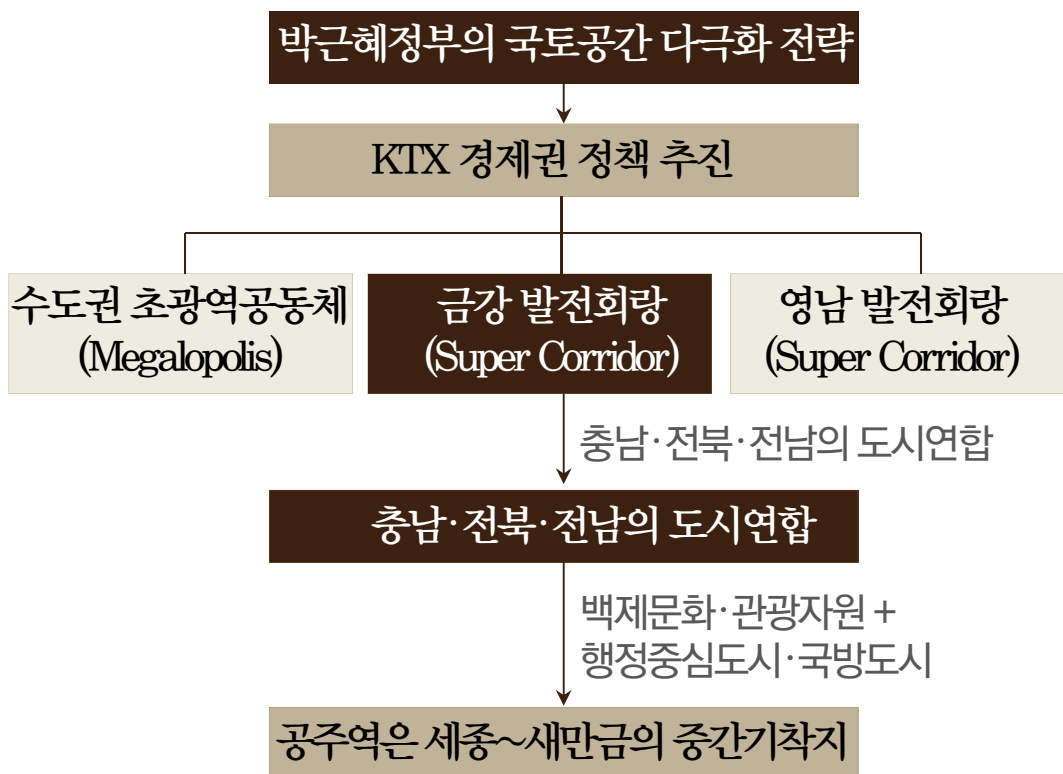 박근혜정부의 국토공간 다극화 전략
KTX 경제권 정책 추진
수도권 초광역공동체
(Megalopolis)
금강 발전회랑
(Super Corridor)
영남 발전회랑
(Super Corridor)
충남·전북·전남의 도시연합
충남·전북·전남의 도시연합
백제문화·관광자원 +
행정중심도시·국방도시
공주역은 세종~새만금의 중간기착지